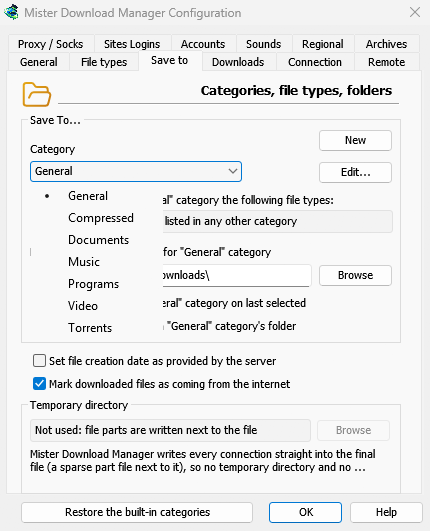 Mister Download Manager Configuration
Proxy / Socks Sites Logins Accounts Sounds Regional Archives
General File types Save to Downloads Connection Remote
Categories, file types, folders
Save To...
New
Category
General
Edit...
General
al" category the following file types:
Compressed
listed in any other category
Documents
for "General" category
Music
ownloads\
Browse
Programs
Video
eral" category on last selected
Torrents
"General" category's folder
Set file creation date as provided by the server
Mark downloaded files as coming from the internet
Temporary directory
Not used: file parts are written next to the file
Browse
Mister Download Manager writes every connection straight into the final
file (a sparse part file next to it), so no temporary directory and no ...
Restore the built-in categories OK Help